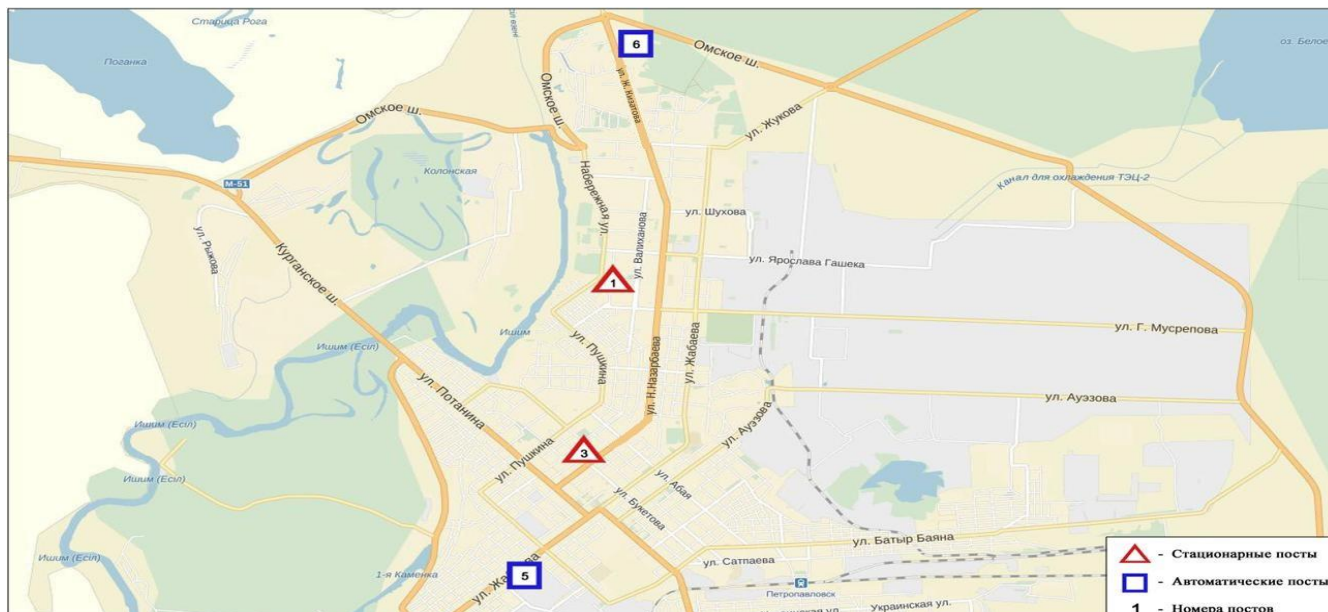 Старица Рога
Поганка
6
Омское ш.
оз. Белое
ул. Ж. Кизатова
Омское ш.
Омское ш.
ул. Жукова
Колонская
Канал для охлаждения ТЭЦ-2
М-51
Набережная ул.
ул. Шухова
ул. Рыжова
ул. Валиханова
Курганское ш.
ул. Ярослава Гашека
1
Ишим
ул. Г. Мусрепова
Ишим (Есіл)
ул. Пушкина
ул. Жабаева
ул. Н.Назарбаева
ул. Потанина
ул. Ауэзова
Ишим (Есіл)
ул. Ауэзова
3
ул. Пушкина
Ишим (Есіл)
ул. Абая
ул. Букетова
ул. Батыр Баяна
Ишим (Есіл)
ул. Сатпаева
1-я Каменка
5
Петропавловск
Украинская ул.
- Стационарные посты
- Автоматические посты
1 - Номера постов